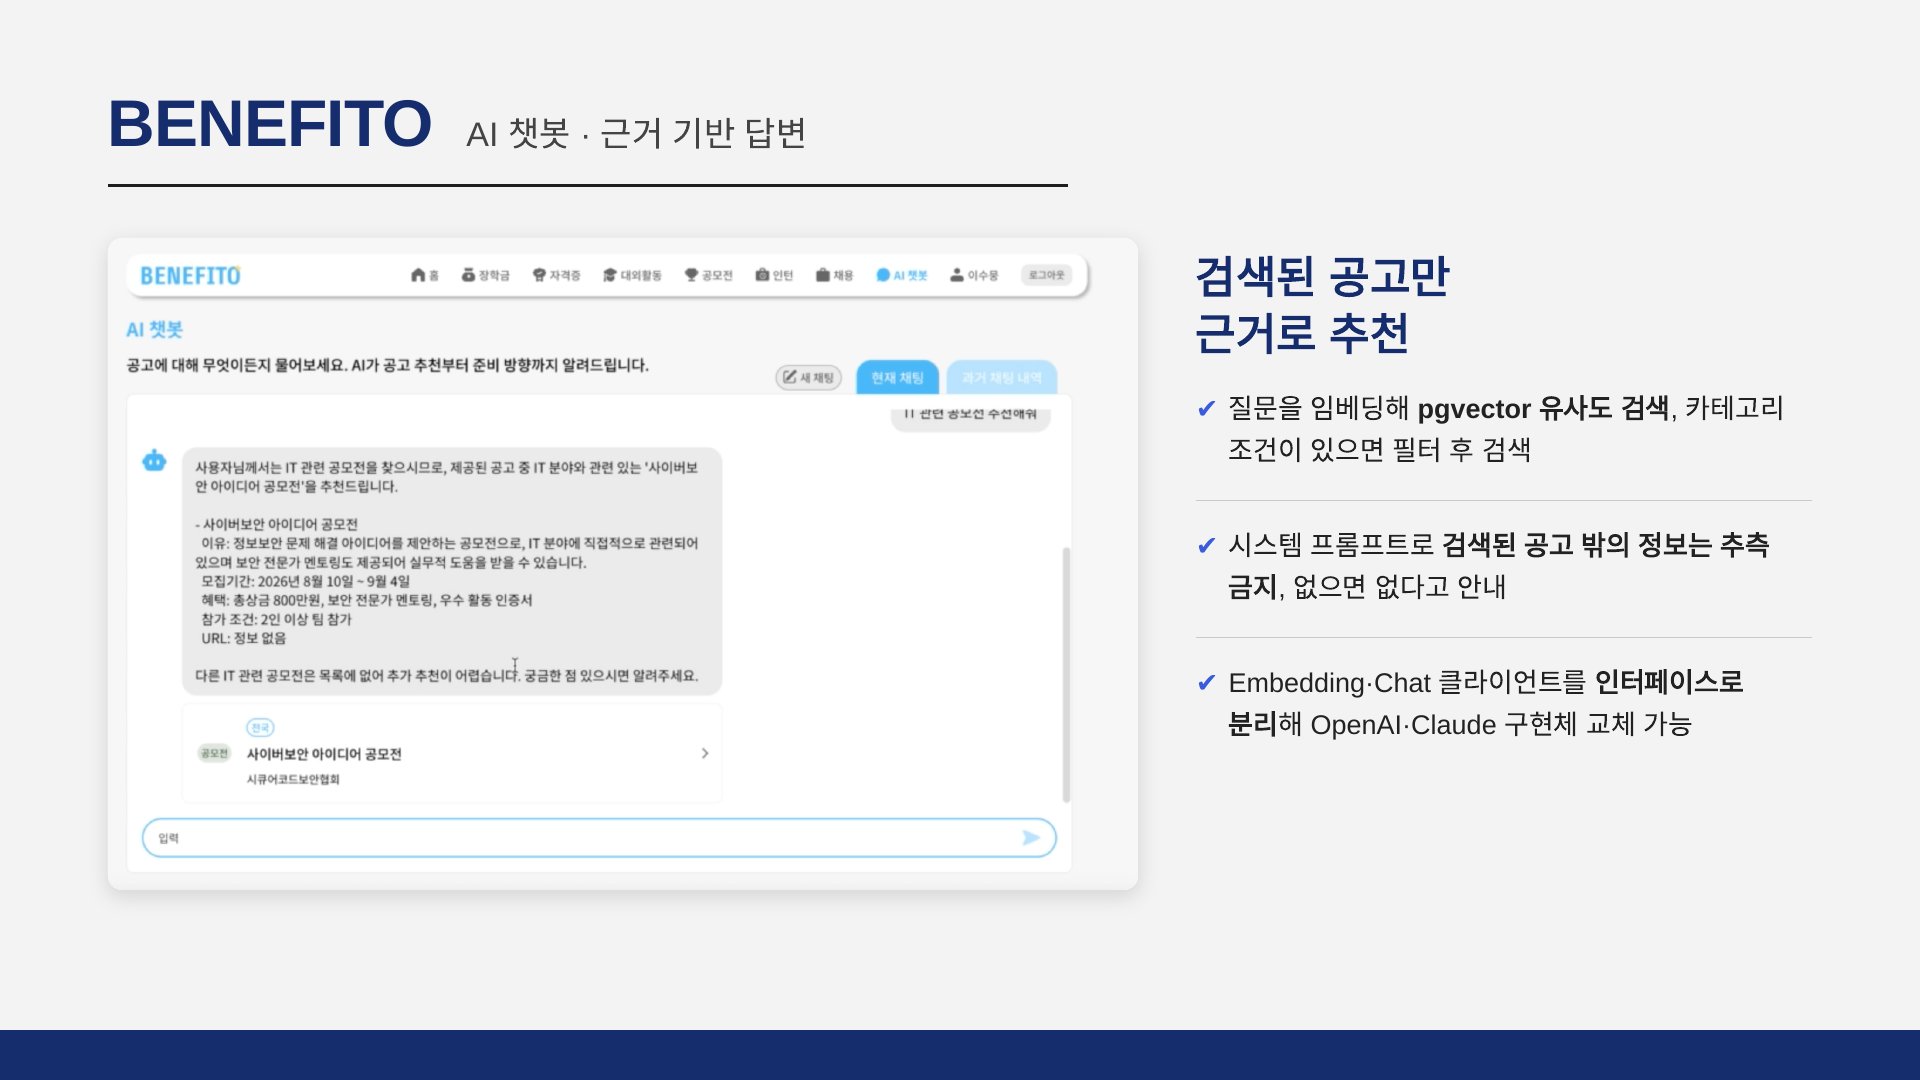 BENEFITO AI 챗봇 · 근거 기반 답변
BENEFITO 홈 장학금 자격증 대외활동 공모전 인턴 채용 AI 챗봇 이수뭉 로그아웃
AI 챗봇
공고에 대해 무엇이든지 물어보세요. AI가 공고 추천부터 준비 방향까지 알려드립니다.
새 채팅 현재 채팅 과거 채팅 내역
IT 관련 공모전 추천해줘
사용자님께서는 IT 관련 공모전을 찾으시므로, 제공된 공고 중 IT 분야와 관련 있는 '사이버보
안 아이디어 공모전'을 추천드립니다.
- 사이버보안 아이디어 공모전
이유: 정보보안 문제 해결 아이디어를 제안하는 공모전으로, IT 분야에 직접적으로 관련되어
있으며 보안 전문가 멘토링도 제공되어 실무적 도움을 받을 수 있습니다.
모집기간: 2026년 8월 10일 ~ 9월 4일
혜택: 총상금 800만원, 보안 전문가 멘토링, 우수 활동 인증서
참가 조건: 2인 이상 팀 참가
URL: 정보 없음
다른 IT 관련 공모전은 목록에 없어 추가 추천이 어렵습니다. 궁금한 점 있으시면 알려주세요.
전국
공모전 사이버보안 아이디어 공모전
시큐어코드보안협회
입력
검색된 공고만
근거로 추천
✔ 질문을 임베딩해 pgvector 유사도 검색, 카테고리
조건이 있으면 필터 후 검색
✔ 시스템 프롬프트로 검색된 공고 밖의 정보는 추측
금지, 없으면 없다고 안내
✔ Embedding·Chat 클라이언트를 인터페이스로
분리해 OpenAI·Claude 구현체 교체 가능